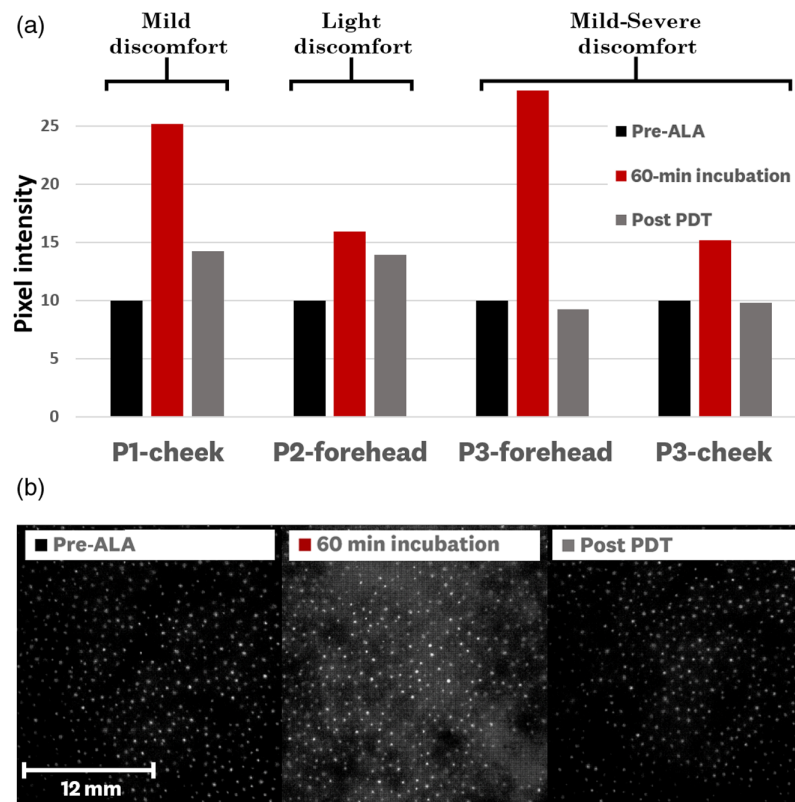 (a)
Mild
discomfort
Light
discomfort
Mild-Severe
discomfort
Pixel intensity
25
20
15
10
5
0
Pre-ALA
60-min incubation
Post PDT
P1-cheek
P2-forehead
P3-forehead
P3-cheek
(b)
Pre-ALA
60 min incubation
Post PDT
12 mm